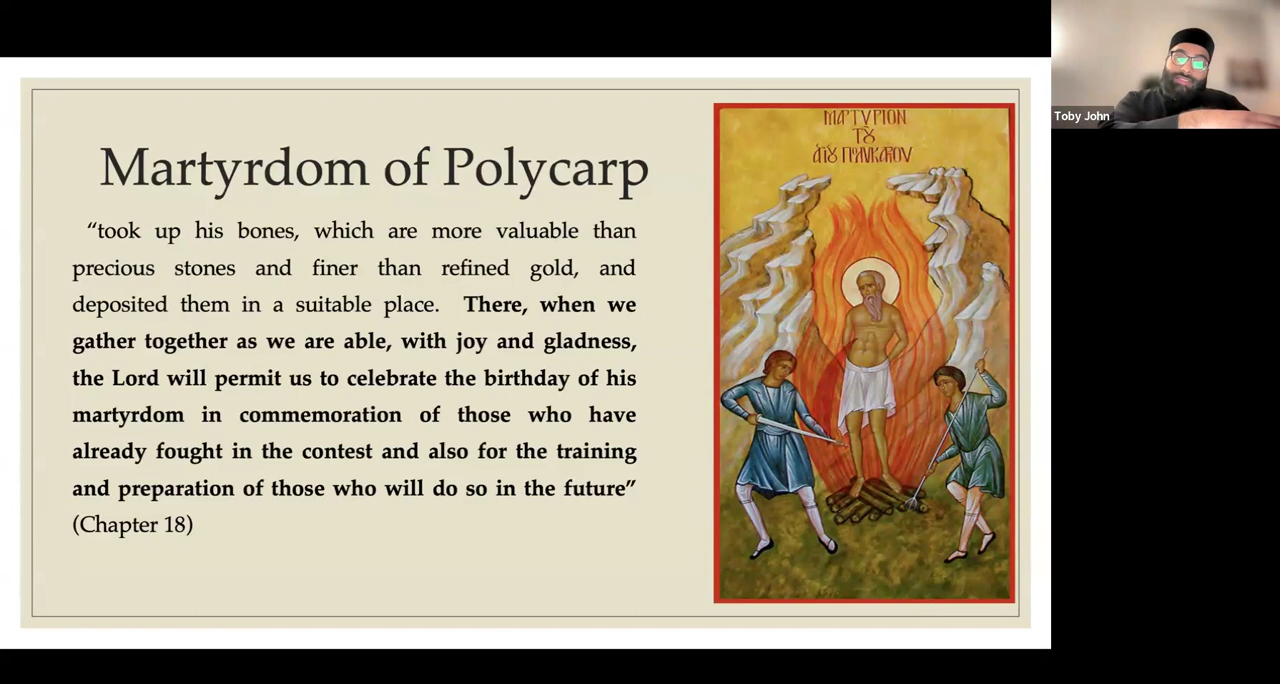 Martyrdom of Polycarp
“took up his bones, which are more valuable than
precious stones and finer than refined gold, and
deposited them in a suitable place. There, when we
gather together as we are able, with joy and gladness,
the Lord will permit us to celebrate the birthday of his
martyrdom in commemoration of those who have
already fought in the contest and also for the training
and preparation of those who will do so in the future”
(Chapter 18)
ΜΑΡΤΥΡΙΟΝ
ΤΟΥ
Toby John